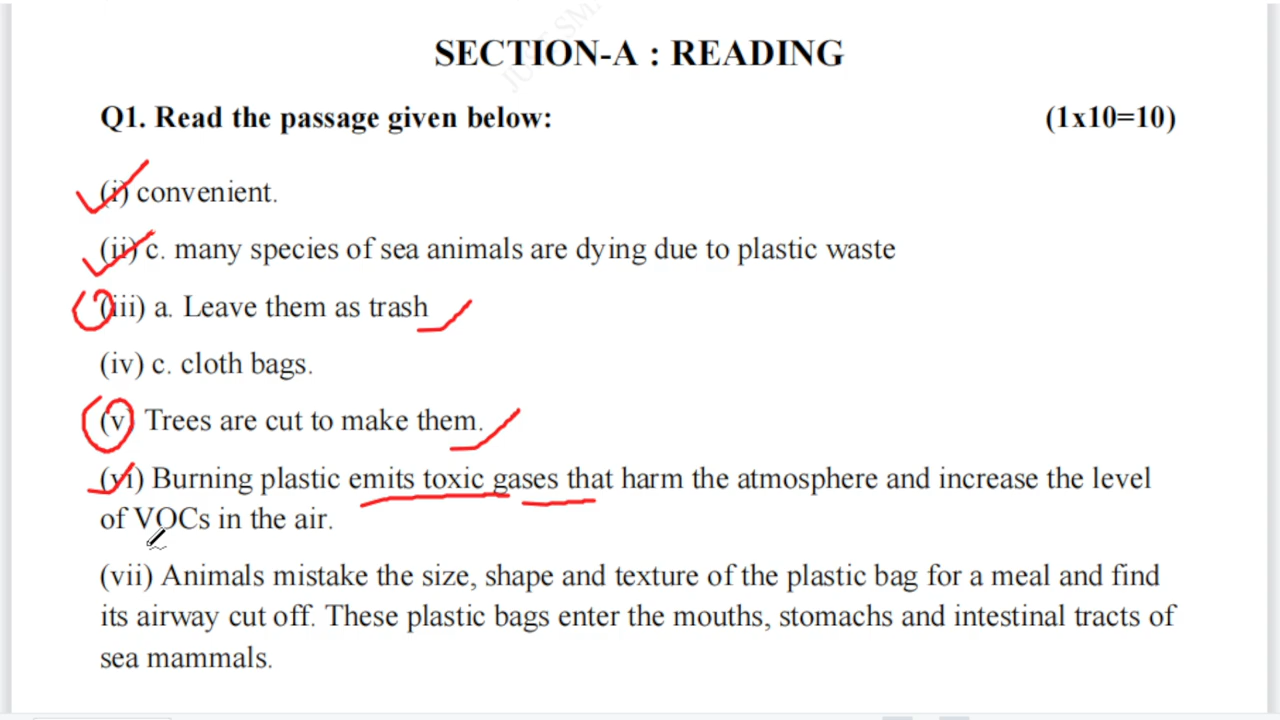 SECTION-A : READING
Q1. Read the passage given below: (1x10=10)
(i) convenient.
(ii) c. many species of sea animals are dying due to plastic waste
(iii) a. Leave them as trash
(iv) c. cloth bags.
(v) Trees are cut to make them.
(vi) Burning plastic emits toxic gases that harm the atmosphere and increase the level
of VOCs in the air.
(vii) Animals mistake the size, shape and texture of the plastic bag for a meal and find
its airway cut off. These plastic bags enter the mouths, stomachs and intestinal tracts of
sea mammals.